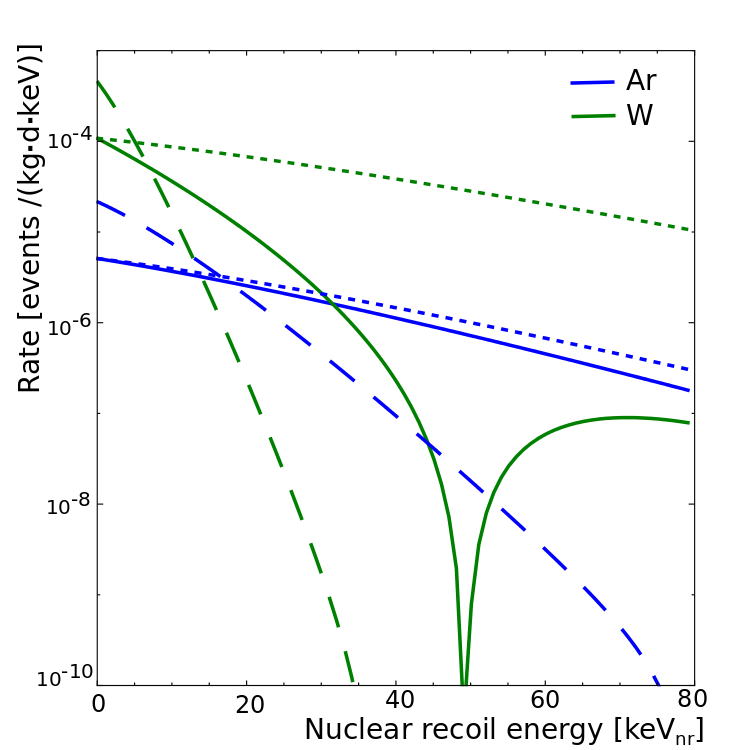 Ar
W
Rate [events /(kg·d·keV)]
10-4
10-6
10-8
10-10
0 20 40 60 80
Nuclear recoil energy [keVnr]